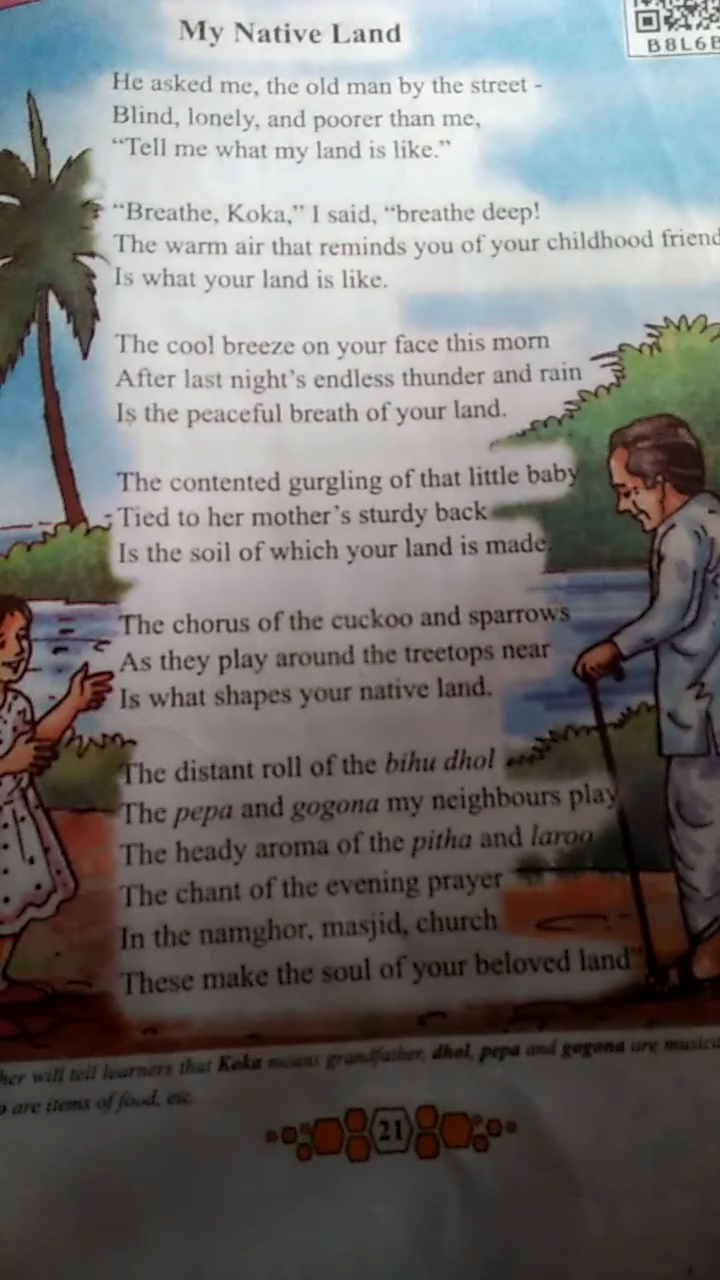 My Native Land
B8L6E
He asked me, the old man by the street -
Blind, lonely, and poorer than me,
“Tell me what my land is like.”
“Breathe, Koka,” I said, “breathe deep!
The warm air that reminds you of your childhood friend
Is what your land is like.
The cool breeze on your face this morn
After last night’s endless thunder and rain
Is the peaceful breath of your land.
The contented gurgling of that little baby
Tied to her mother’s sturdy back
Is the soil of which your land is made.
The chorus of the cuckoo and sparrows
As they play around the treetops near
Is what shapes your native land.
The distant roll of the bihu dhol
The pepa and gogona my neighbours play
The heady aroma of the pitha and laroo
The chant of the evening prayer
In the namghor, masjid, church
These make the soul of your beloved land”
her will tell learners that Koka means grandfather, dhol, pepa and gogona are music
o are items of food, etc.
21